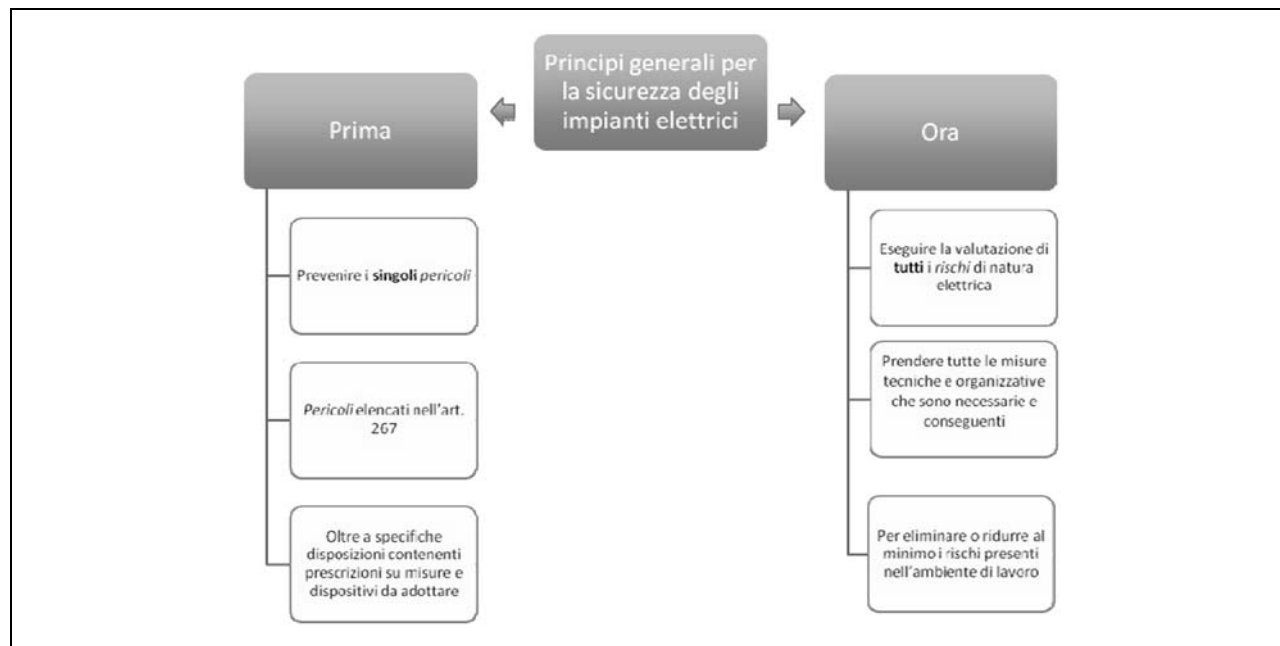 Principi generali per
la sicurezza degli
impianti elettrici
Prima
Prevenire i singoli pericoli
Pericoli elencati nell'art.
267
Oltre a specifiche
disposizioni contenenti
prescrizioni su misure e
dispositivi da adottare
Ora
Eseguire la valutazione di
tutti i rischi di natura
elettrica
Prendere tutte le misure
tecniche e organizzative
che sono necessarie e
conseguenti
Per eliminare o ridurre al
minimo i rischi presenti
nell'ambiente di lavoro